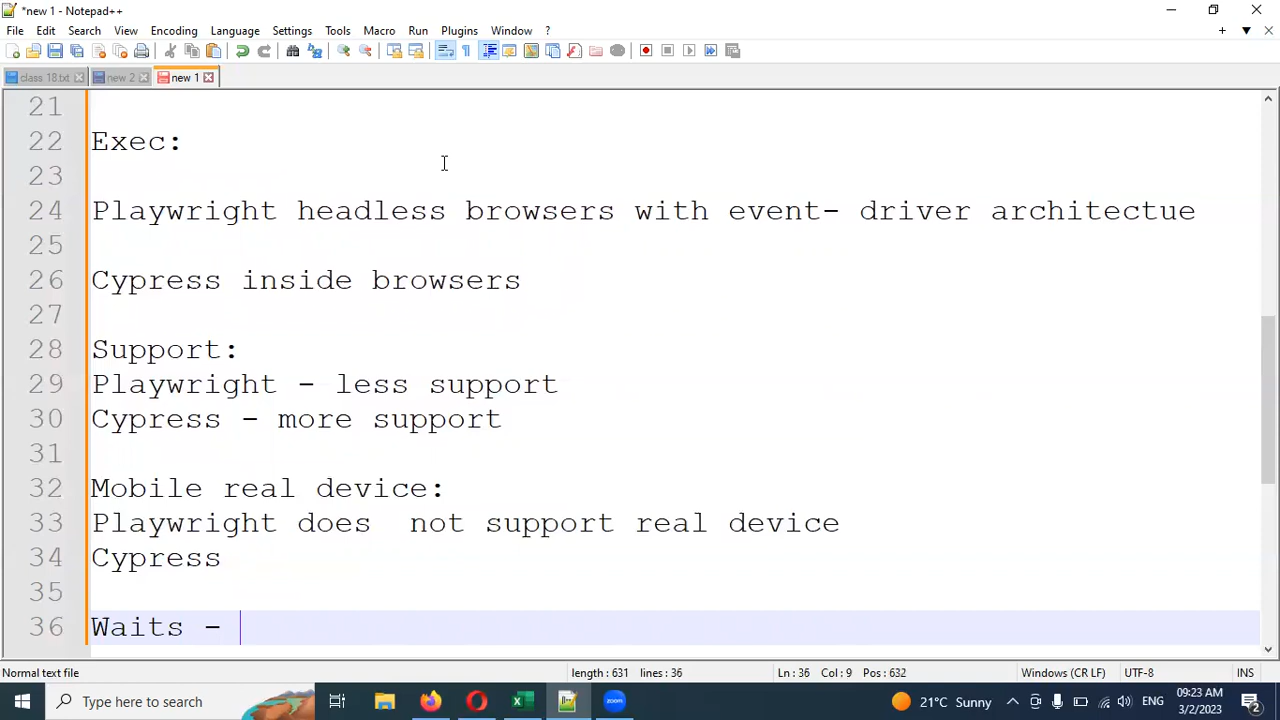 *new 1 - Notepad++
File Edit Search View Encoding Language Settings Tools Macro Run Plugins Window ?
class 18.txt new 2 new 1
21
22 Exec:
23
24 Playwright headless browsers with event- driver architectue
25
26 Cypress inside browsers
27
28 Support:
29 Playwright - less support
30 Cypress - more support
31
32 Mobile real device:
33 Playwright does  not support real device
34 Cypress
35
36 Waits -
Normal text file length : 631 lines : 36 Ln : 36 Col : 9 Pos : 632 Windows (CR LF) UTF-8 INS
Type here to search 21°C Sunny ENG 09:23 AM
3/2/2023 2